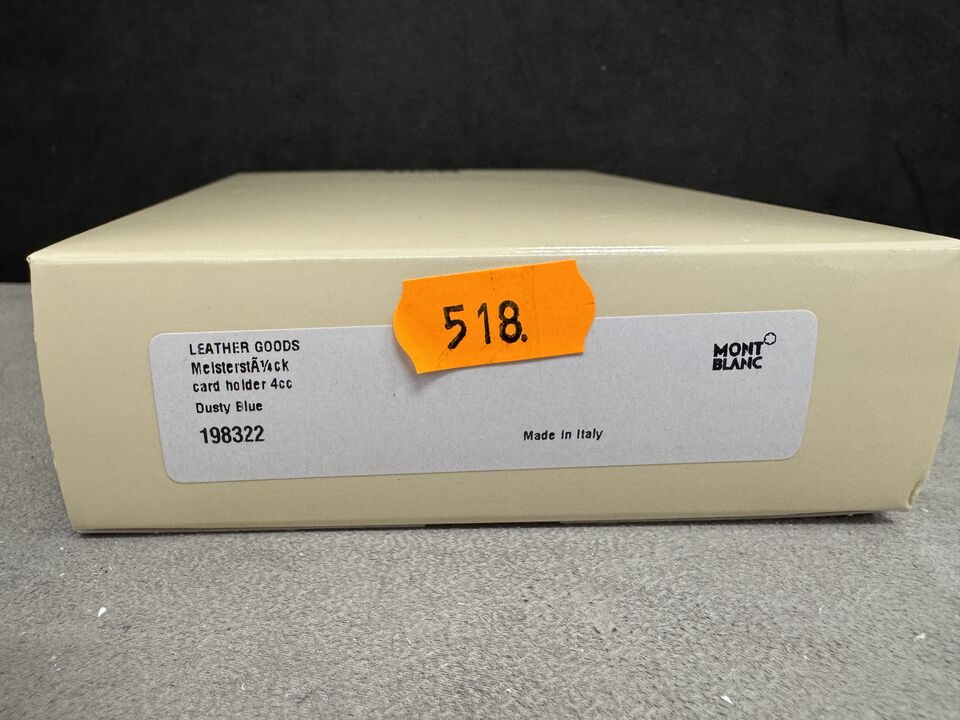 518.
LEATHER GOODS
MeisterstÃ¼ck
card holder 4cc
Dusty Blue
198322
Made in Italy
MONT
BLANC